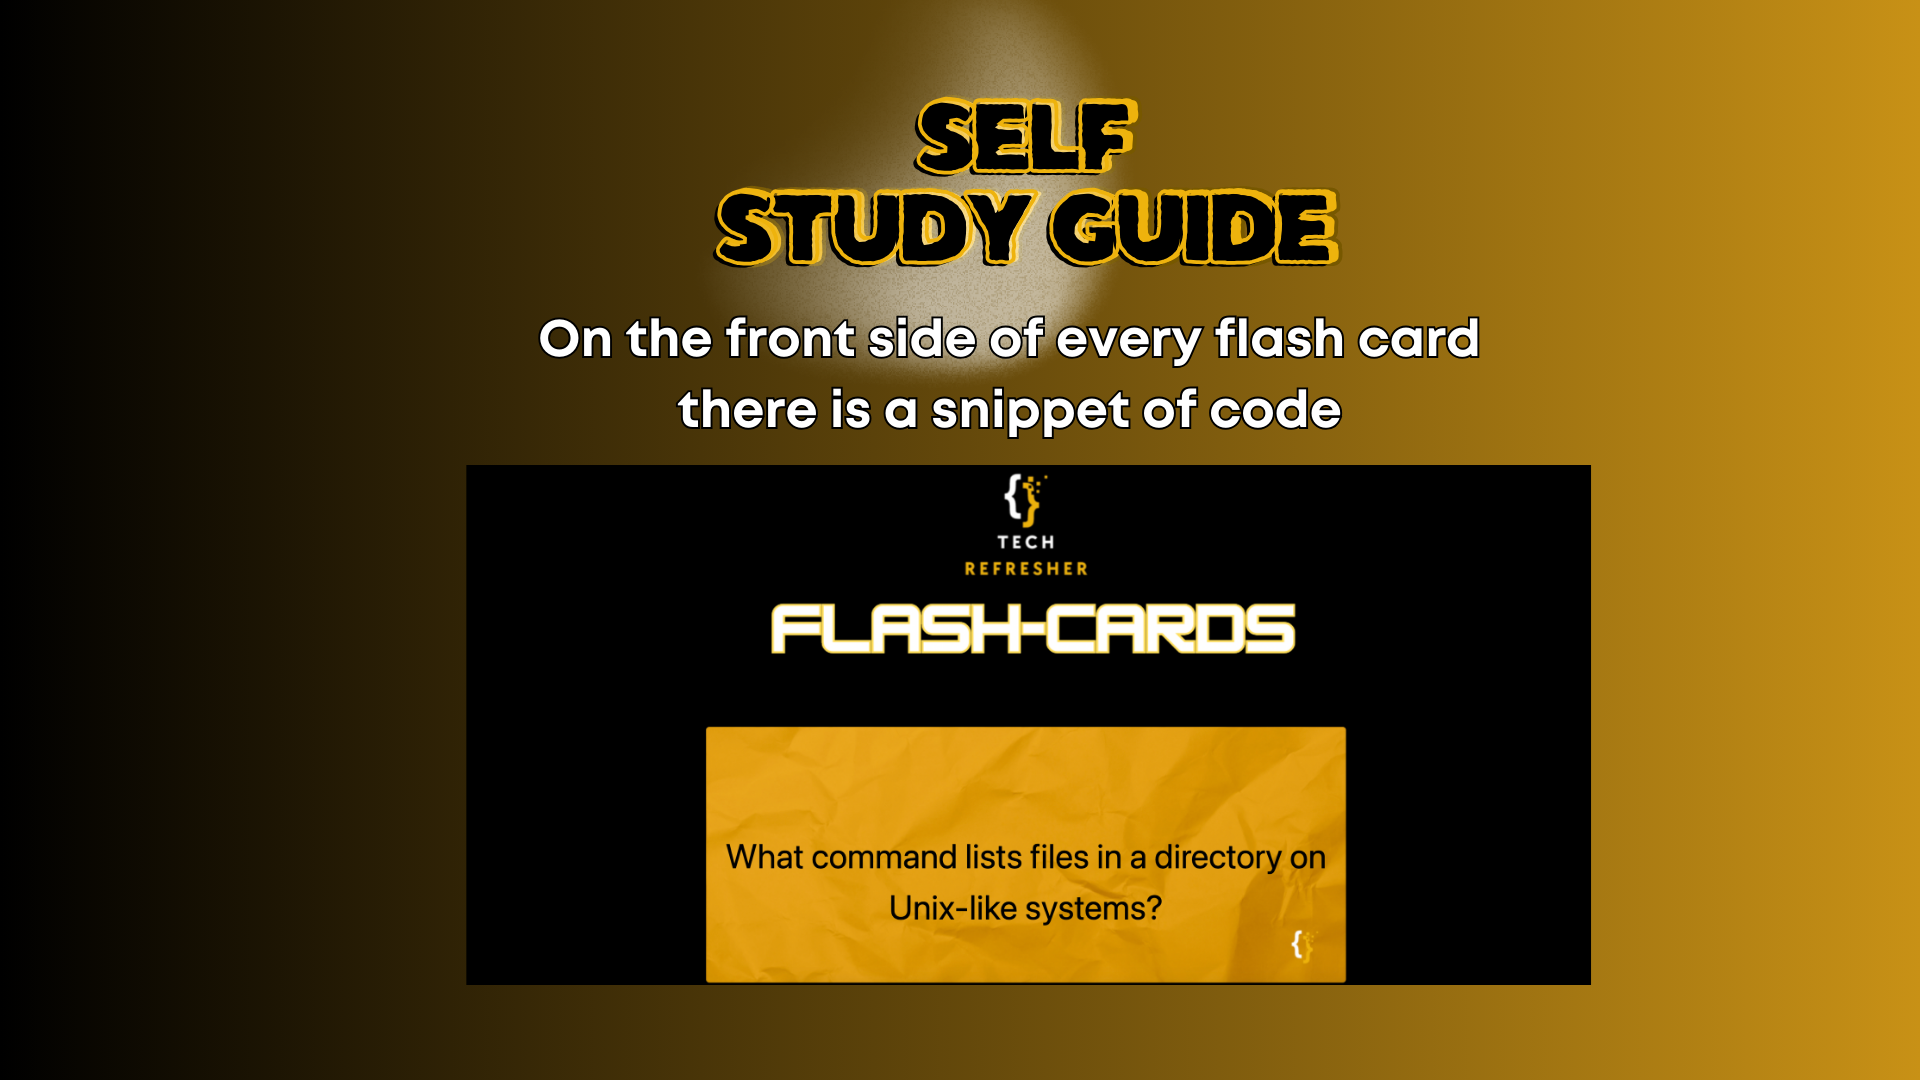 SELF
STUDY GUIDE
On the front side of every flash card
there is a snippet of code
TECH
REFRESHER
FLASH-CARDS
What command lists files in a directory on
Unix-like systems?